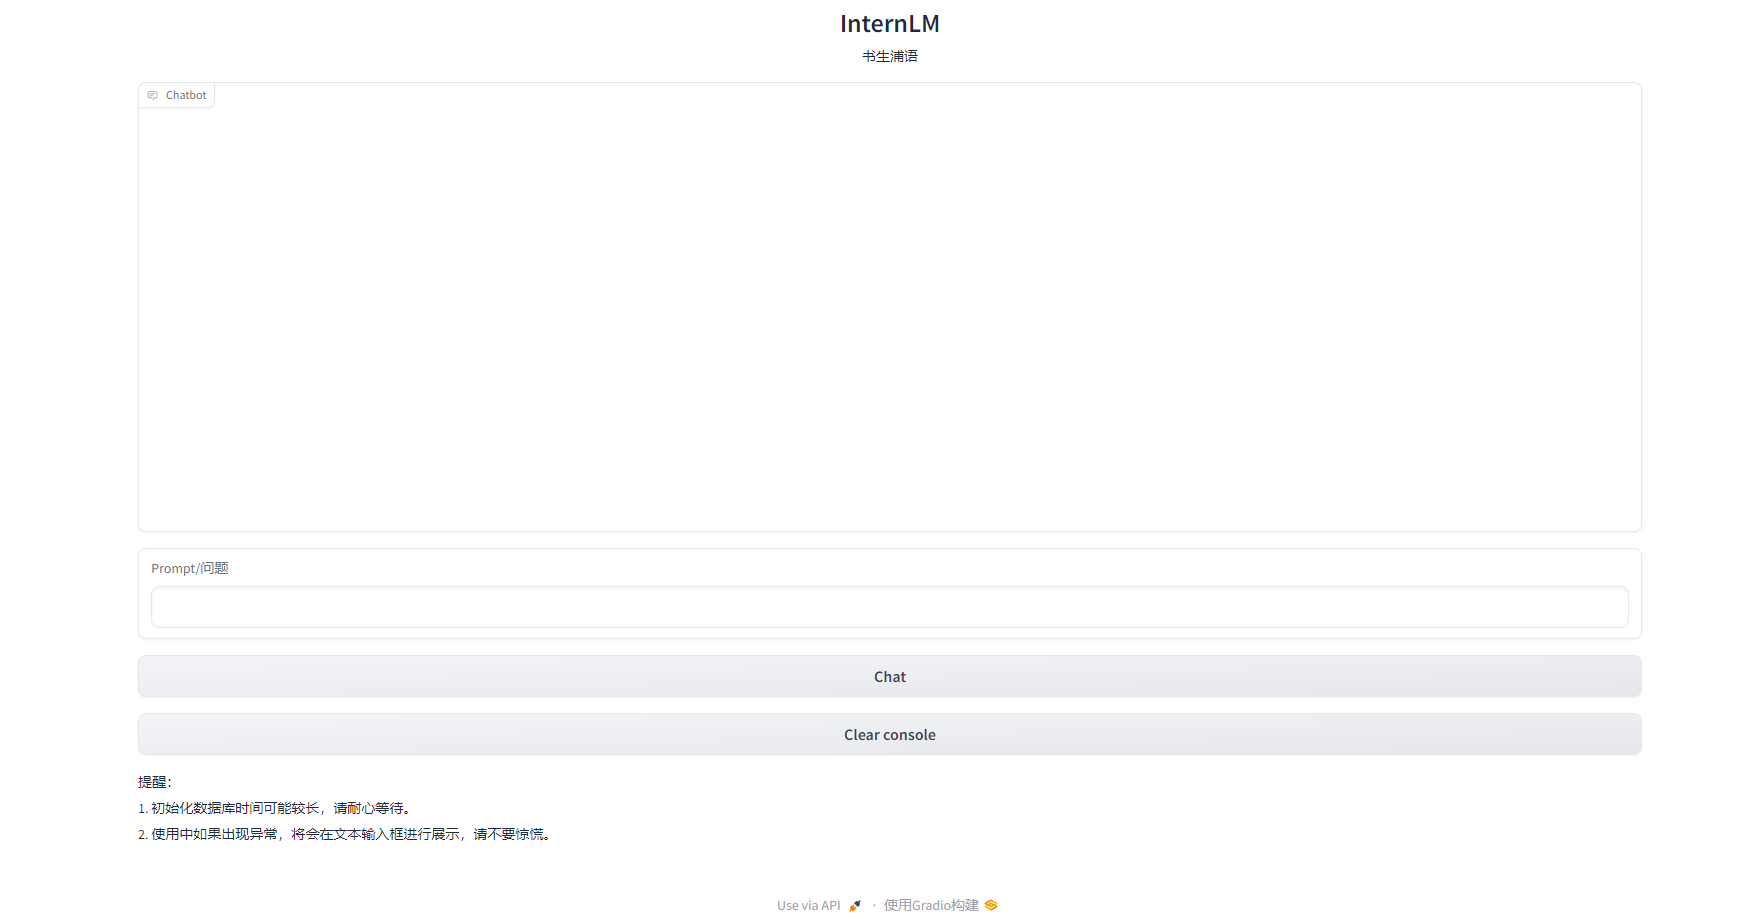 InternLM
书生浦语
Chatbot
Prompt/问题
Chat
Clear console
提醒：
1. 初始化数据库时间可能较长，请耐心等待。
2. 使用中如果出现异常，将会在文本输入框进行展示，请不要惊慌。
Use via API · 使用Gradio构建